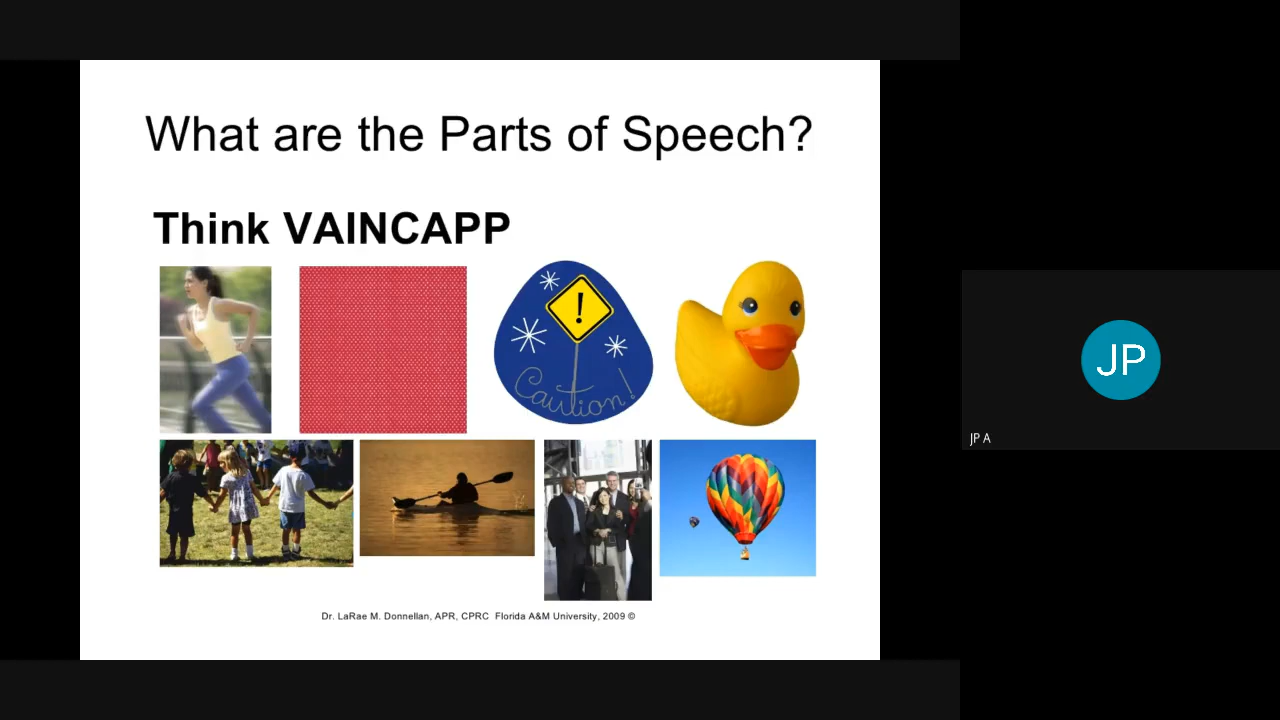 What are the Parts of Speech?
Think VAINCAPP
!
Caution!
Dr. LaRae M. Donnellan, APR, CPRC Florida A&M University, 2009 ©
JP
JP A